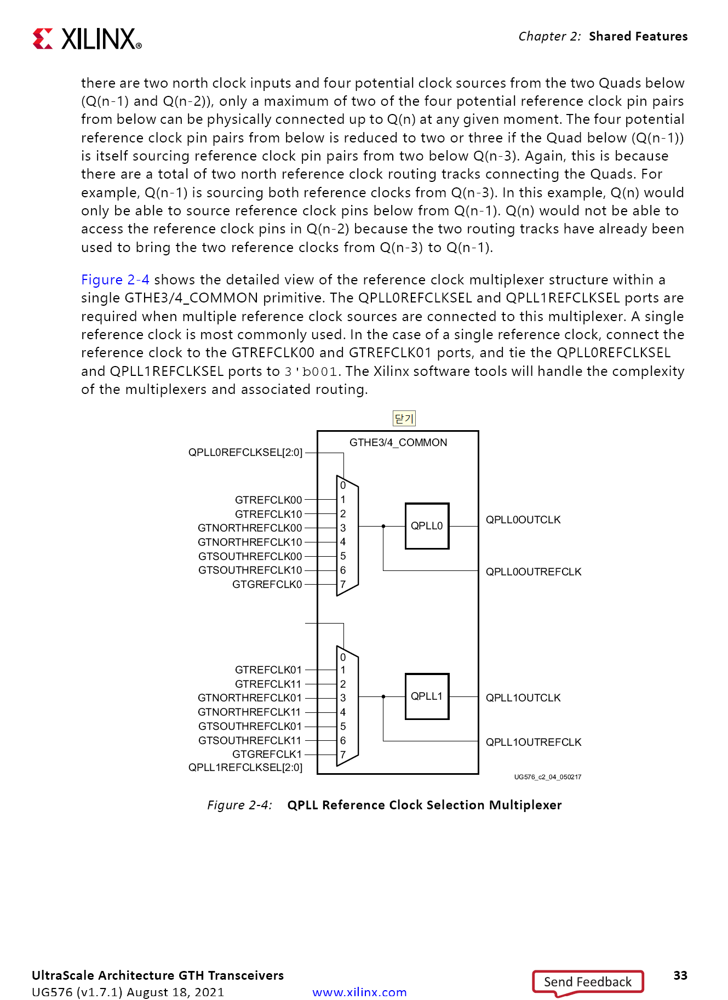 XILINX®
Chapter 2: Shared Features
there are two north clock inputs and four potential clock sources from the two Quads below
(Q(n-1) and Q(n-2)), only a maximum of two of the four potential reference clock pin pairs
from below can be physically connected up to Q(n) at any given moment. The four potential
reference clock pin pairs from below is reduced to two or three if the Quad below (Q(n-1))
is itself sourcing reference clock pin pairs from two below Q(n-3). Again, this is because
there are a total of two north reference clock routing tracks connecting the Quads. For
example, Q(n-1) is sourcing both reference clocks from Q(n-3). In this example, Q(n) would
only be able to source reference clock pins below from Q(n-1). Q(n) would not be able to
access the reference clock pins in Q(n-2) because the two routing tracks have already been
used to bring the two reference clocks from Q(n-3) to Q(n-1).
Figure 2-4 shows the detailed view of the reference clock multiplexer structure within a
single GTHE3/4_COMMON primitive. The QPLL0REFCLKSEL and QPLL1REFCLKSEL ports are
required when multiple reference clock sources are connected to this multiplexer. A single
reference clock is most commonly used. In the case of a single reference clock, connect the
reference clock to the GTREFCLK00 and GTREFCLK01 ports, and tie the QPLL0REFCLKSEL
and QPLL1REFCLKSEL ports to 3'b001. The Xilinx software tools will handle the complexity
of the multiplexers and associated routing.
닫기
GTHE3/4_COMMON
QPLL0REFCLKSEL[2:0]
0
GTREFCLK00 1
GTREFCLK10 2
GTNORTHREFCLK00 3
GTNORTHREFCLK10 4
GTSOUTHREFCLK00 5
GTSOUTHREFCLK10 6
GTGREFCLK0 7
QPLL0
QPLL0OUTCLK
QPLL0OUTREFCLK
0
GTREFCLK01 1
GTREFCLK11 2
GTNORTHREFCLK01 3
GTNORTHREFCLK11 4
GTSOUTHREFCLK01 5
GTSOUTHREFCLK11 6
GTGREFCLK1 7
QPLL1REFCLKSEL[2:0]
QPLL1
QPLL1OUTCLK
QPLL1OUTREFCLK
UG576_c2_04_050217
Figure 2-4: QPLL Reference Clock Selection Multiplexer
UltraScale Architecture GTH Transceivers
UG576 (v1.7.1) August 18, 2021
www.xilinx.com
Send Feedback
33